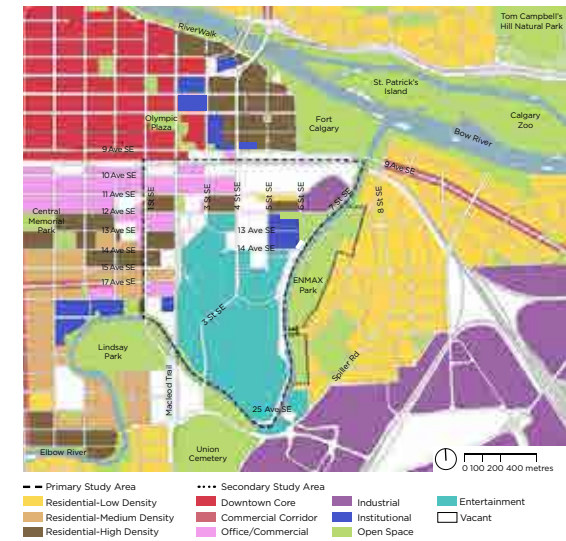 Tom Campbell's
Hill Natural Park
RiverWalk
St. Patrick's
Island
Olympic
Plaza
Fort
Calgary
Calgary
Zoo
Bow River
9 Ave SE
9 Ave SE
10 Ave SE
11 Ave SE
1 St SE
3 St SE
4 St SE
5 St SE
6 St SE
7 St SE
8 St SE
Central
Memorial
Park
12 Ave SE
13 Ave SE
13 Ave SE
14 Ave SE
14 Ave SE
15 Ave SE
17 Ave SE
ENMAX
Park
3 St SE
Lindsay
Park
Macleod Trail
Spiller Rd
25 Ave SE
Elbow River
Union
Cemetery
0 100 200 400 metres
Primary Study Area
Secondary Study Area
Residential-Low Density
Downtown Core
Industrial
Entertainment
Residential-Medium Density
Commercial Corridor
Institutional
Vacant
Residential-High Density
Office/Commercial
Open Space